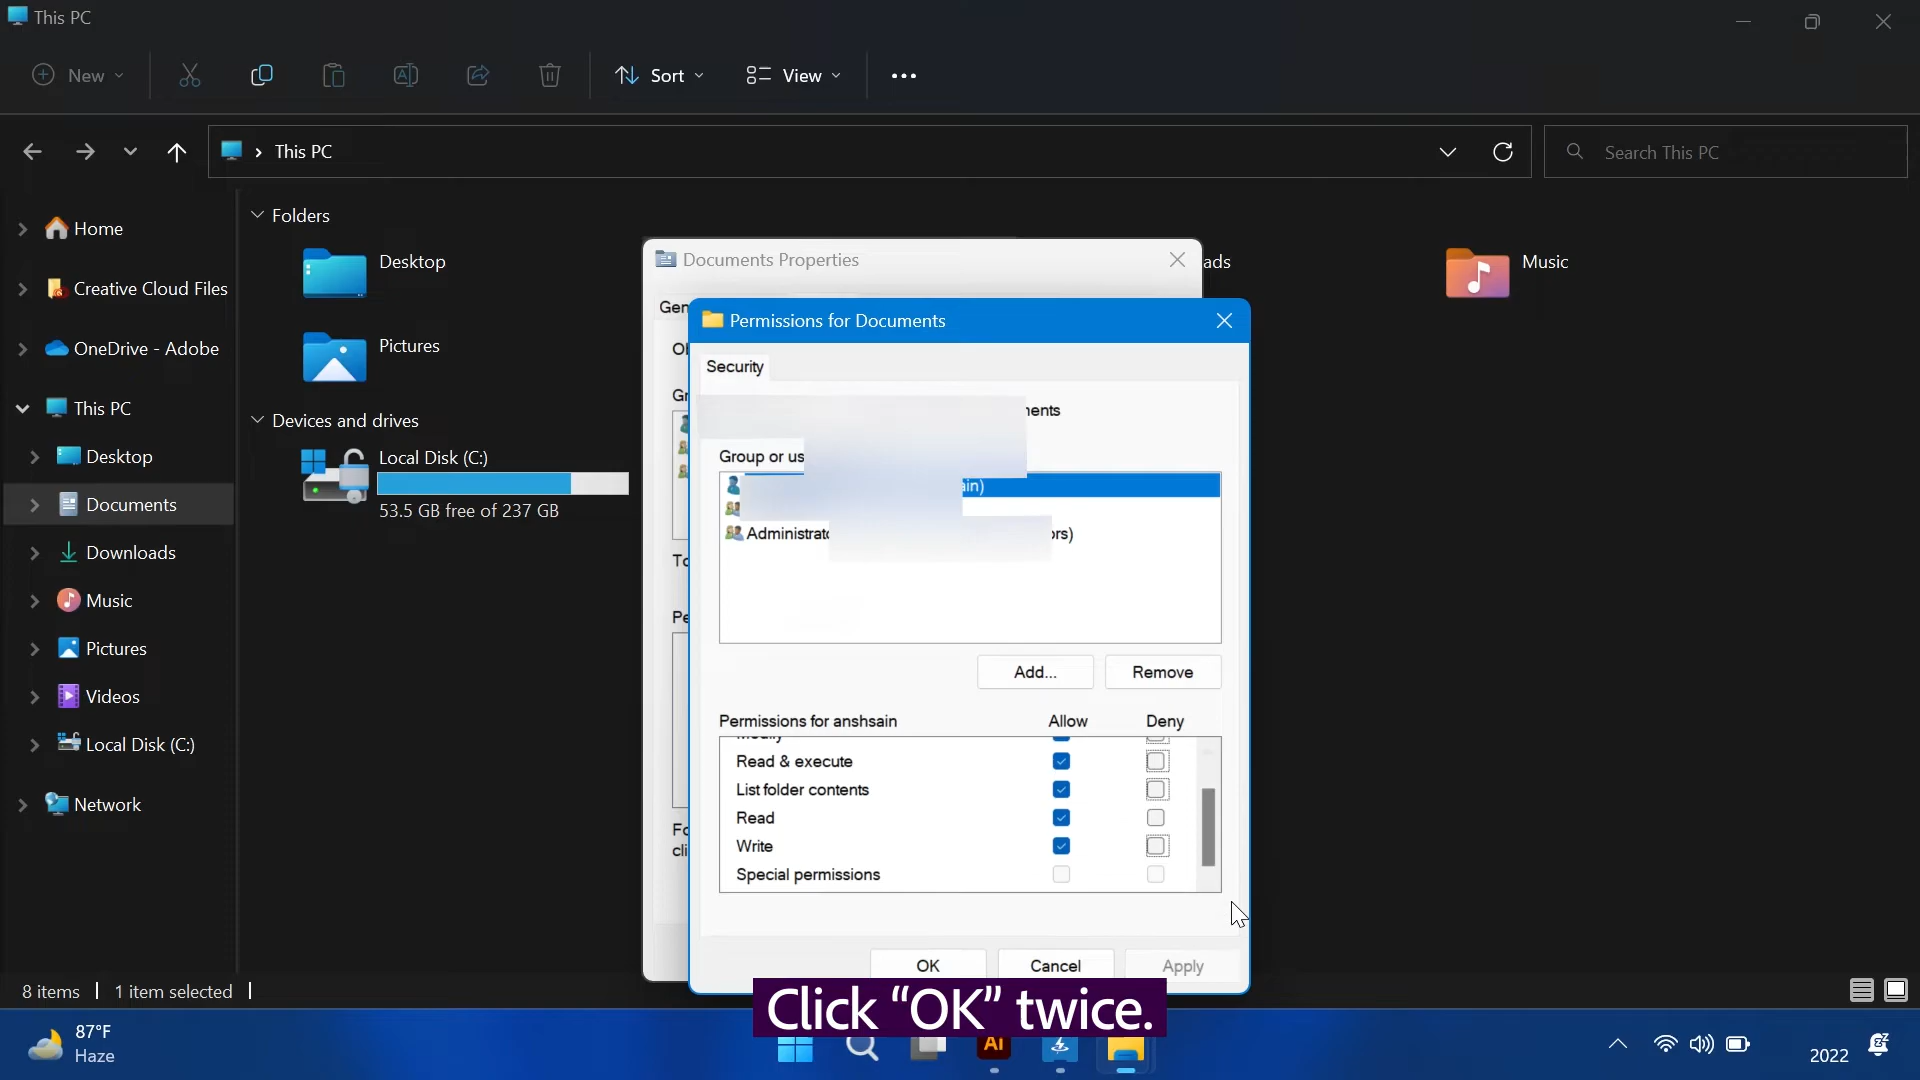 This PC
New
Sort
View
This PC
Search This PC
Home
Creative Cloud Files
OneDrive - Adobe
This PC
Desktop
Documents
Downloads
Music
Pictures
Videos
Local Disk (C:)
Network
Folders
Desktop
Pictures
Music
Devices and drives
Local Disk (C:)
53.5 GB free of 237 GB
Documents Properties
Permissions for Documents
Security
Group or us
Add...
Remove
Permissions for anshsain
Allow
Deny
Modify
Read & execute
List folder contents
Read
Write
Special permissions
OK
Cancel
Apply
Click “OK” twice.
8 items
1 item selected
87°F
Haze
Ai
2022